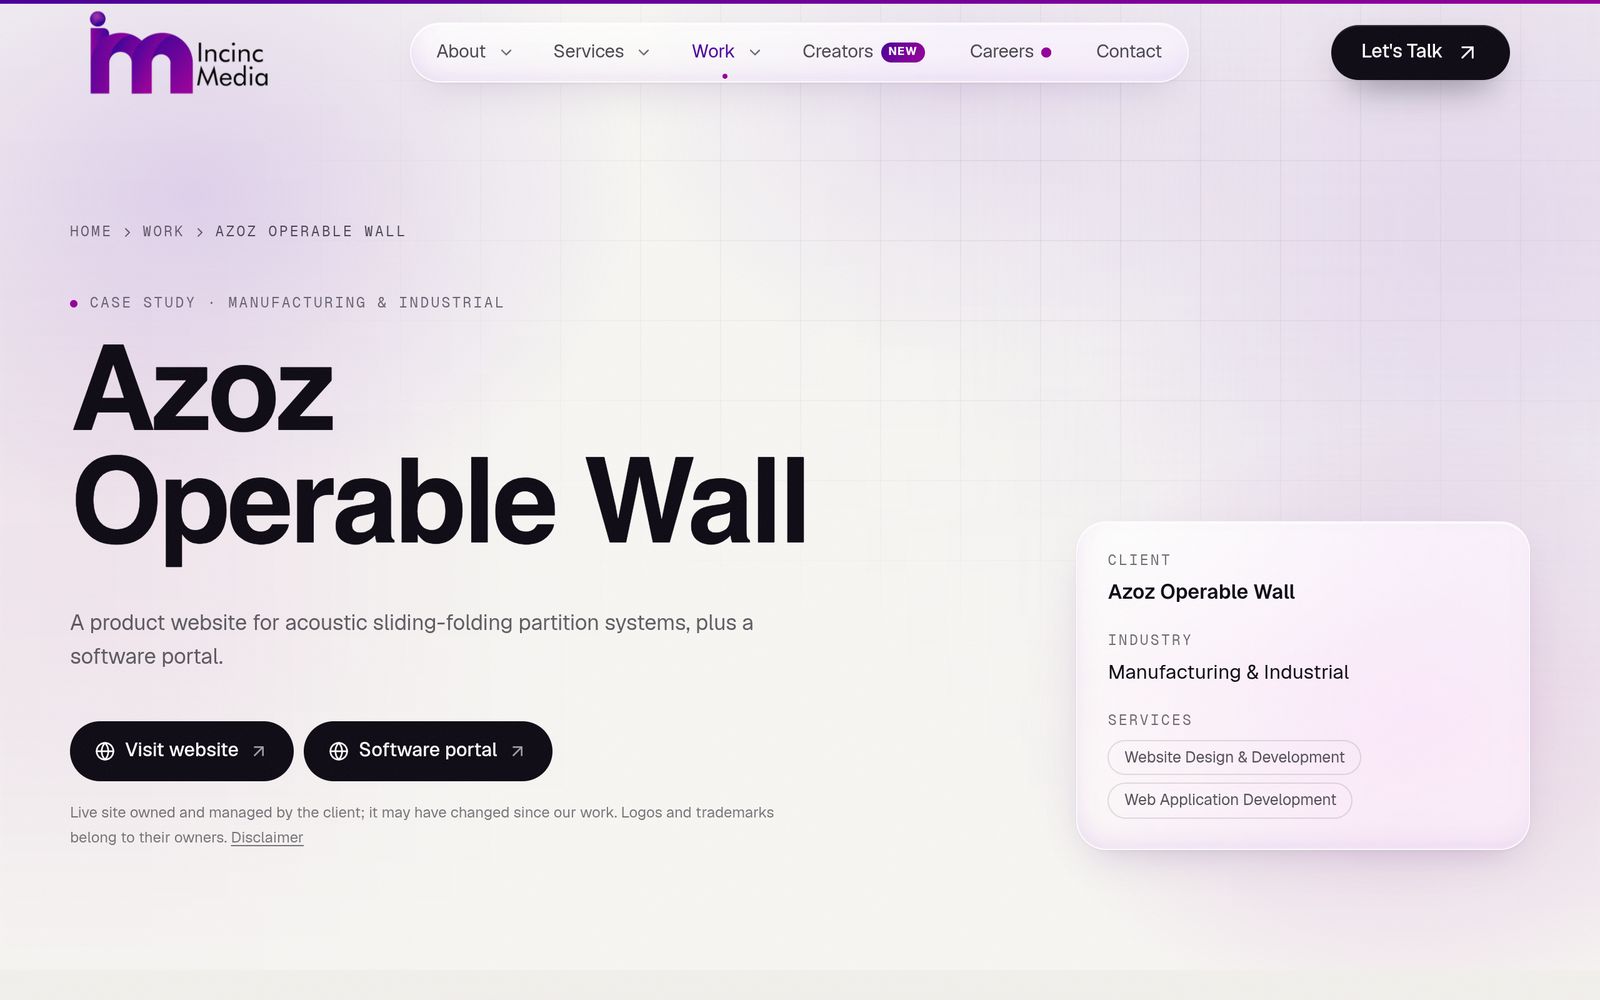 Incinc
Media
About
Services
Work
Creators NEW
Careers
Contact
Let's Talk
HOME > WORK > AZOZ OPERABLE WALL
CASE STUDY · MANUFACTURING & INDUSTRIAL
Azoz
Operable Wall
A product website for acoustic sliding-folding partition systems, plus a
software portal.
Visit website
Software portal
Live site owned and managed by the client; it may have changed since our work. Logos and trademarks
belong to their owners. Disclaimer
CLIENT
Azoz Operable Wall
INDUSTRY
Manufacturing & Industrial
SERVICES
Website Design & Development
Web Application Development